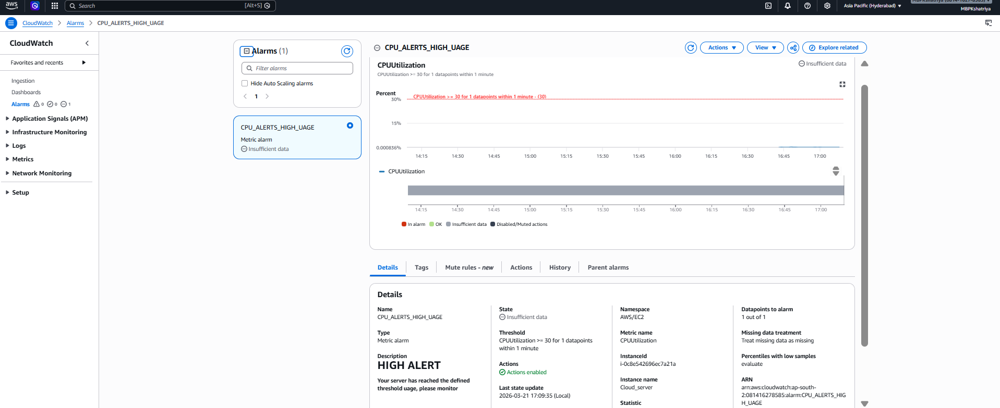 aws
Search
[Alt+S]
Asia Pacific (Hyderabad)
MBPKshatriya
CloudWatch
Alarms
CPU_ALERTS_HIGH_UAGE
CloudWatch
Favorites and recents
Ingestion
Dashboards
Alarms 0 0 1
Application Signals (APM)
Infrastructure Monitoring
Logs
Metrics
Network Monitoring
Setup
Alarms (1)
Filter alarms
Hide Auto Scaling alarms
1
CPU_ALERTS_HIGH_UAGE
Metric alarm
Insufficient data
CPU_ALERTS_HIGH_UAGE
Actions
View
Explore related
CPUUtilization
Insufficient data
CPUUtilization >= 30 for 1 datapoints within 1 minute
Percent
CPUUtilization >= 30 for 1 datapoints within 1 minute - (30)
30%
15%
0.000836%
14:15 14:30 14:45 15:00 15:15 15:30 15:45 16:00 16:15 16:30 16:45 17:00
CPUUtilization
14:15 14:30 14:45 15:00 15:15 15:30 15:45 16:00 16:15 16:30 16:45 17:00
In alarm OK Insufficient data Disabled/Muted actions
Details Tags Mute rules - new Actions History Parent alarms
Details
Name
CPU_ALERTS_HIGH_UAGE
Type
Metric alarm
Description
HIGH ALERT
Your server has reached the defined
threshold uage, please monitor
State
Insufficient data
Threshold
CPUUtilization >= 30 for 1 datapoints
within 1 minute
Actions
Actions enabled
Last state update
2026-03-21 17:09:35 (Local)
Namespace
AWS/EC2
Metric name
CPUUtilization
InstanceId
i-0c8e542696ec7a21a
Instance name
Cloud_server
Statistic
Datapoints to alarm
1 out of 1
Missing data treatment
Treat missing data as missing
Percentiles with low samples
evaluate
ARN
arn:aws:cloudwatch:ap-south-
2:081416278585:alarm:CPU_ALERTS_HIG
H_UAGE